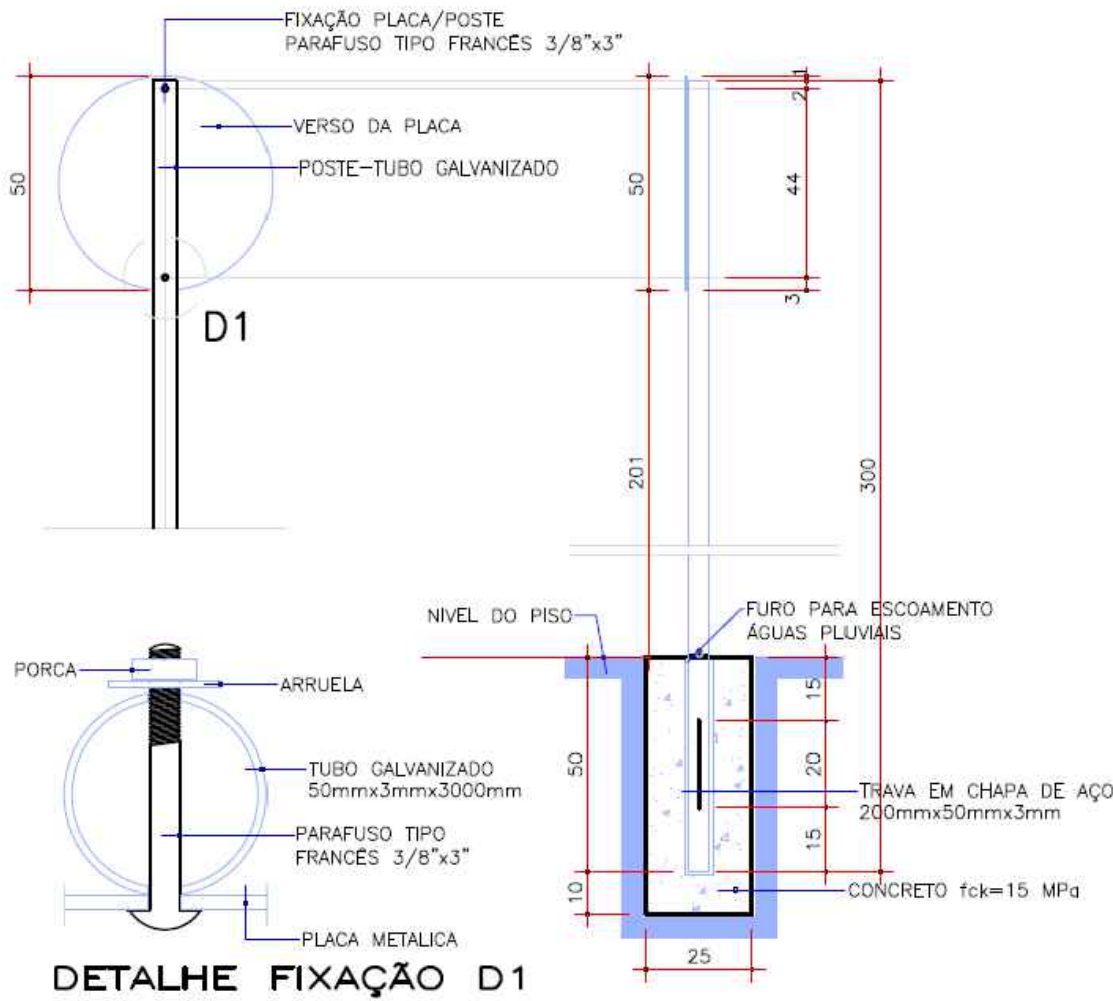 FIXAÇÃO PLACA/POSTE
PARAFUSO TIPO FRANCÊS 3/8"x3"
VERSO DA PLACA
POSTE-TUBO GALVANIZADO
50
50
1
2
44
3
D1
201
300
NIVEL DO PISO
FURO PARA ESCOAMENTO
ÁGUAS PLUVIAIS
PORCA
ARRUELA
TUBO GALVANIZADO
50mmx3mmx3000mm
PARAFUSO TIPO
FRANCÊS 3/8"x3"
PLACA METALICA
50
10
15
20
15
TRAVA EM CHAPA DE AÇO
200mmx50mmx3mm
CONCRETO fck=15 MPa
25
DETALHE FIXAÇÃO D1